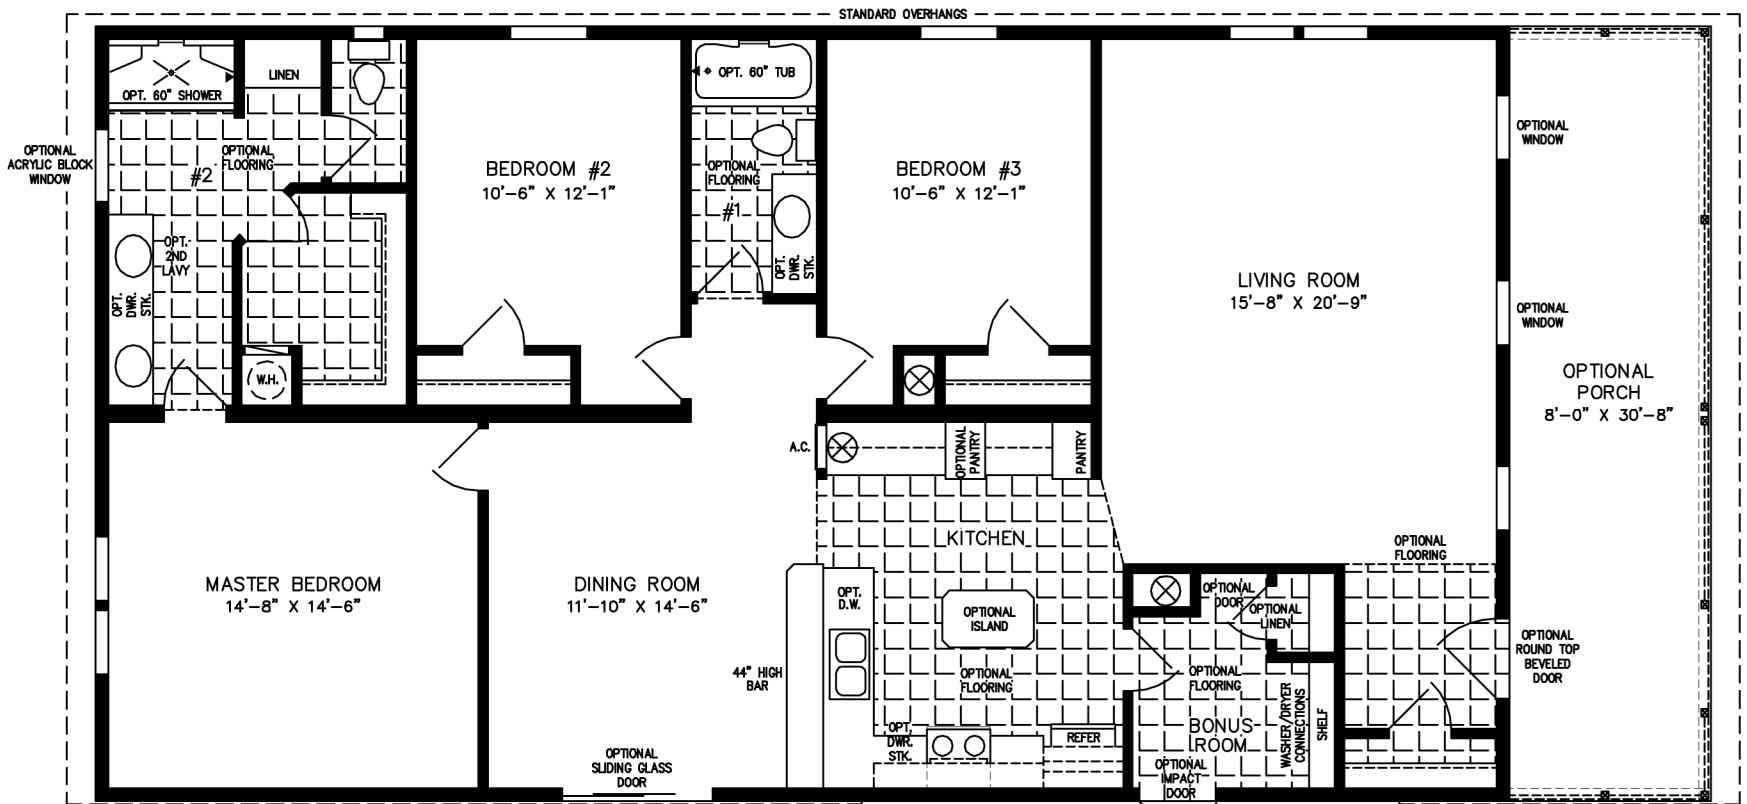 STANDARD OVERHANGS
OPT. 60" SHOWER
LINEN
OPTIONAL
ACRYLIC BLOCK
WINDOW
OPTIONAL
FLOORING
#2
OPT.
2ND
LAVY
OPT.
DWR.
STK.
W.H.
BEDROOM #2
10'-6" X 12'-1"
OPT. 60" TUB
OPTIONAL
FLOORING
#1
OPT.
DWR.
STK.
BEDROOM #3
10'-6" X 12'-1"
LIVING ROOM
15'-8" X 20'-9"
OPTIONAL
WINDOW
OPTIONAL
WINDOW
OPTIONAL
PORCH
8'-0" X 30'-8"
A.C.
OPTIONAL
PANTRY
PANTRY
MASTER BEDROOM
14'-8" X 14'-6"
DINING ROOM
11'-10" X 14'-6"
KITCHEN
OPT.
D.W.
OPTIONAL
ISLAND
44" HIGH
BAR
OPTIONAL
FLOORING
OPT.
DWR.
STK.
REFER
OPTIONAL
SLIDING GLASS
DOOR
OPTIONAL
DOOR
OPTIONAL
LINEN
OPTIONAL
FLOORING
BONUS
ROOM
WASHER/DRYER
CONNECTIONS
SHELF
OPTIONAL
IMPACT
DOOR
OPTIONAL
FLOORING
OPTIONAL
ROUND TOP
BEVELED
DOOR